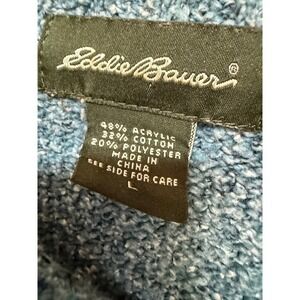 Eddie Bauer®
48% ACRYLIC
32% COTTON
20% POLYESTER
MADE IN
CHINA
SEE SIDE FOR CARE
L